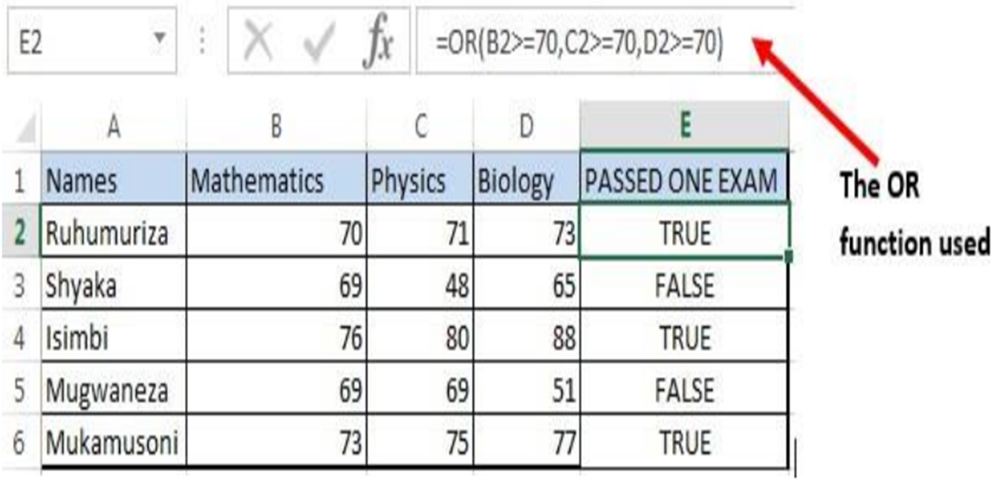 E2 fx =OR(B2>=70,C2>=70,D2>=70)
A B C D E
1 Names Mathematics Physics Biology PASSED ONE EXAM
2 Ruhumuriza 70 71 73 TRUE
3 Shyaka 69 48 65 FALSE
4 Isimbi 76 80 88 TRUE
5 Mugwaneza 69 69 51 FALSE
6 Mukamusoni 73 75 77 TRUE
The OR
function used